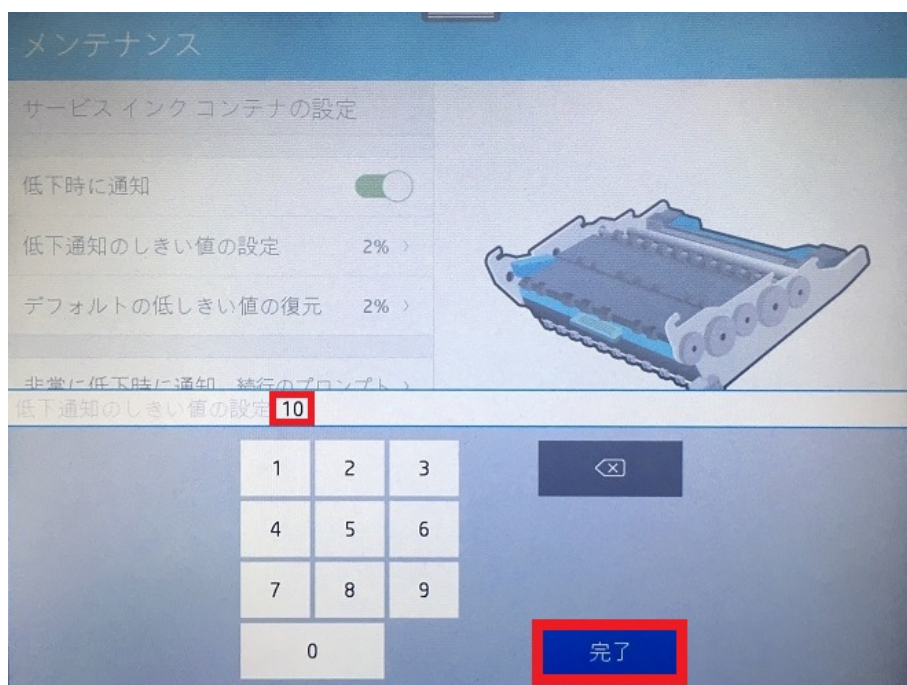 メンテナンス
サービス インク コンテナの設定
低下時に通知
低下通知のしきい値の設定 2% >
デフォルトの低しきい値の復元 2% >
非常に低下時に通知 続行のプロンプト >
低下通知のしきい値の設定 10
1 2 3
4 5 6
7 8 9
0
完了